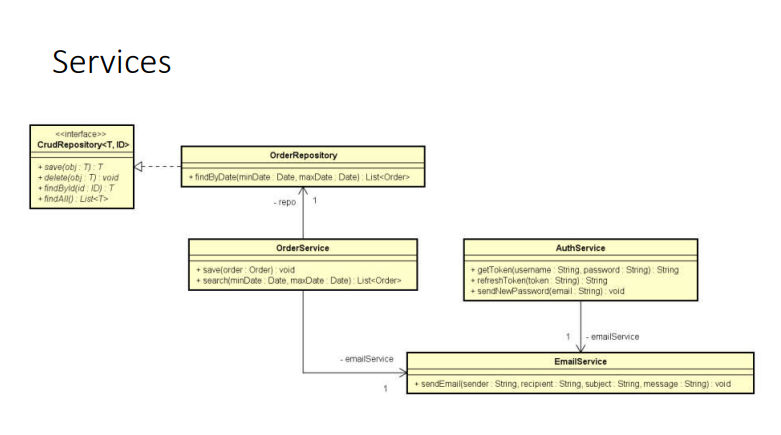 Services
<<interface>>
CrudRepository<T, ID>
+ save(obj : T) : T
+ delete(obj : T) : void
+ findById(id : ID) : T
+ findAll() : List<T>
OrderRepository
+ findByDate(minDate : Date, maxDate : Date) : List<Order>
- repo
1
OrderService
+ save(order : Order) : void
+ search(minDate : Date, maxDate : Date) : List<Order>
AuthService
+ getToken(username : String, password : String) : String
+ refreshToken(token : String) : String
+ sendNewPassword(email : String) : void
1
- emailService
- emailService
1
EmailService
+ sendEmail(sender : String, recipient : String, subject : String, message : String) : void